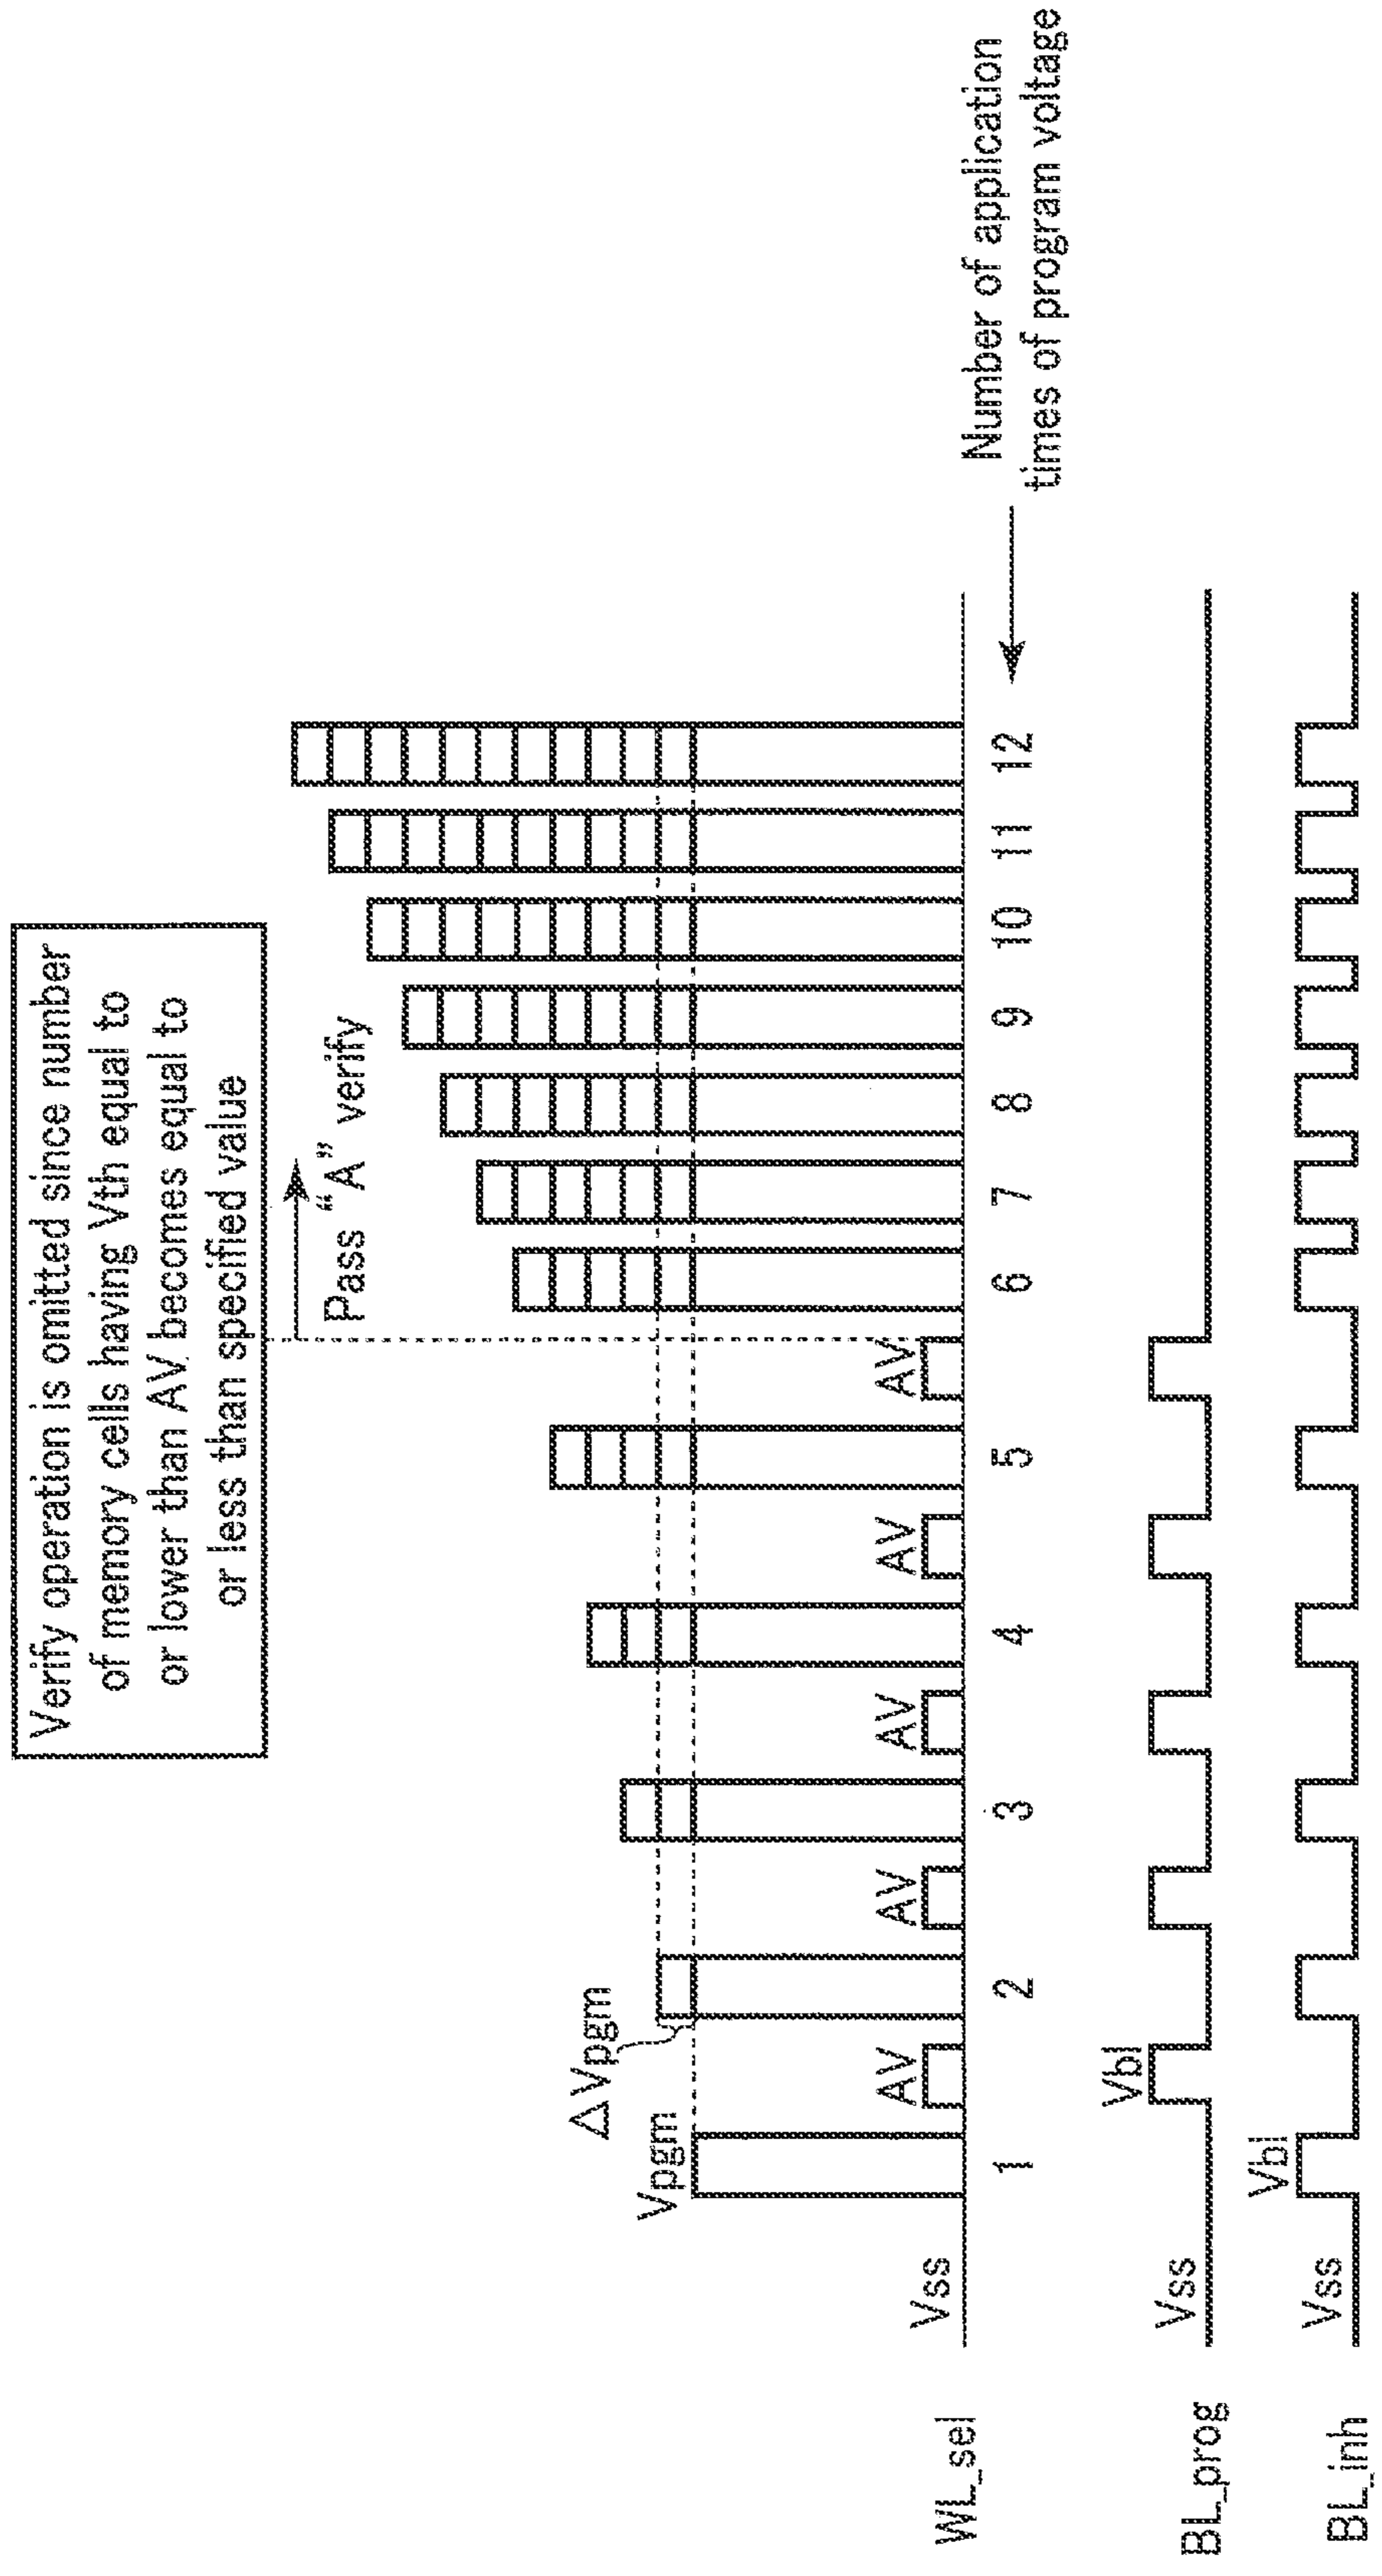 Verify operation is omitted since number
of memory cells having Vth equal to
or lower than AV becomes equal to
or less than specified value
Pass “A” verify
ΔVpgm
Vpgm
AV AV AV AV AV
Vss
WL_sel
1 2 3 4 5 6 7 8 9 10 11 12
Number of application
times of program voltage
Vbl
Vss
BL_prog
Vbl
Vss
BL_inh